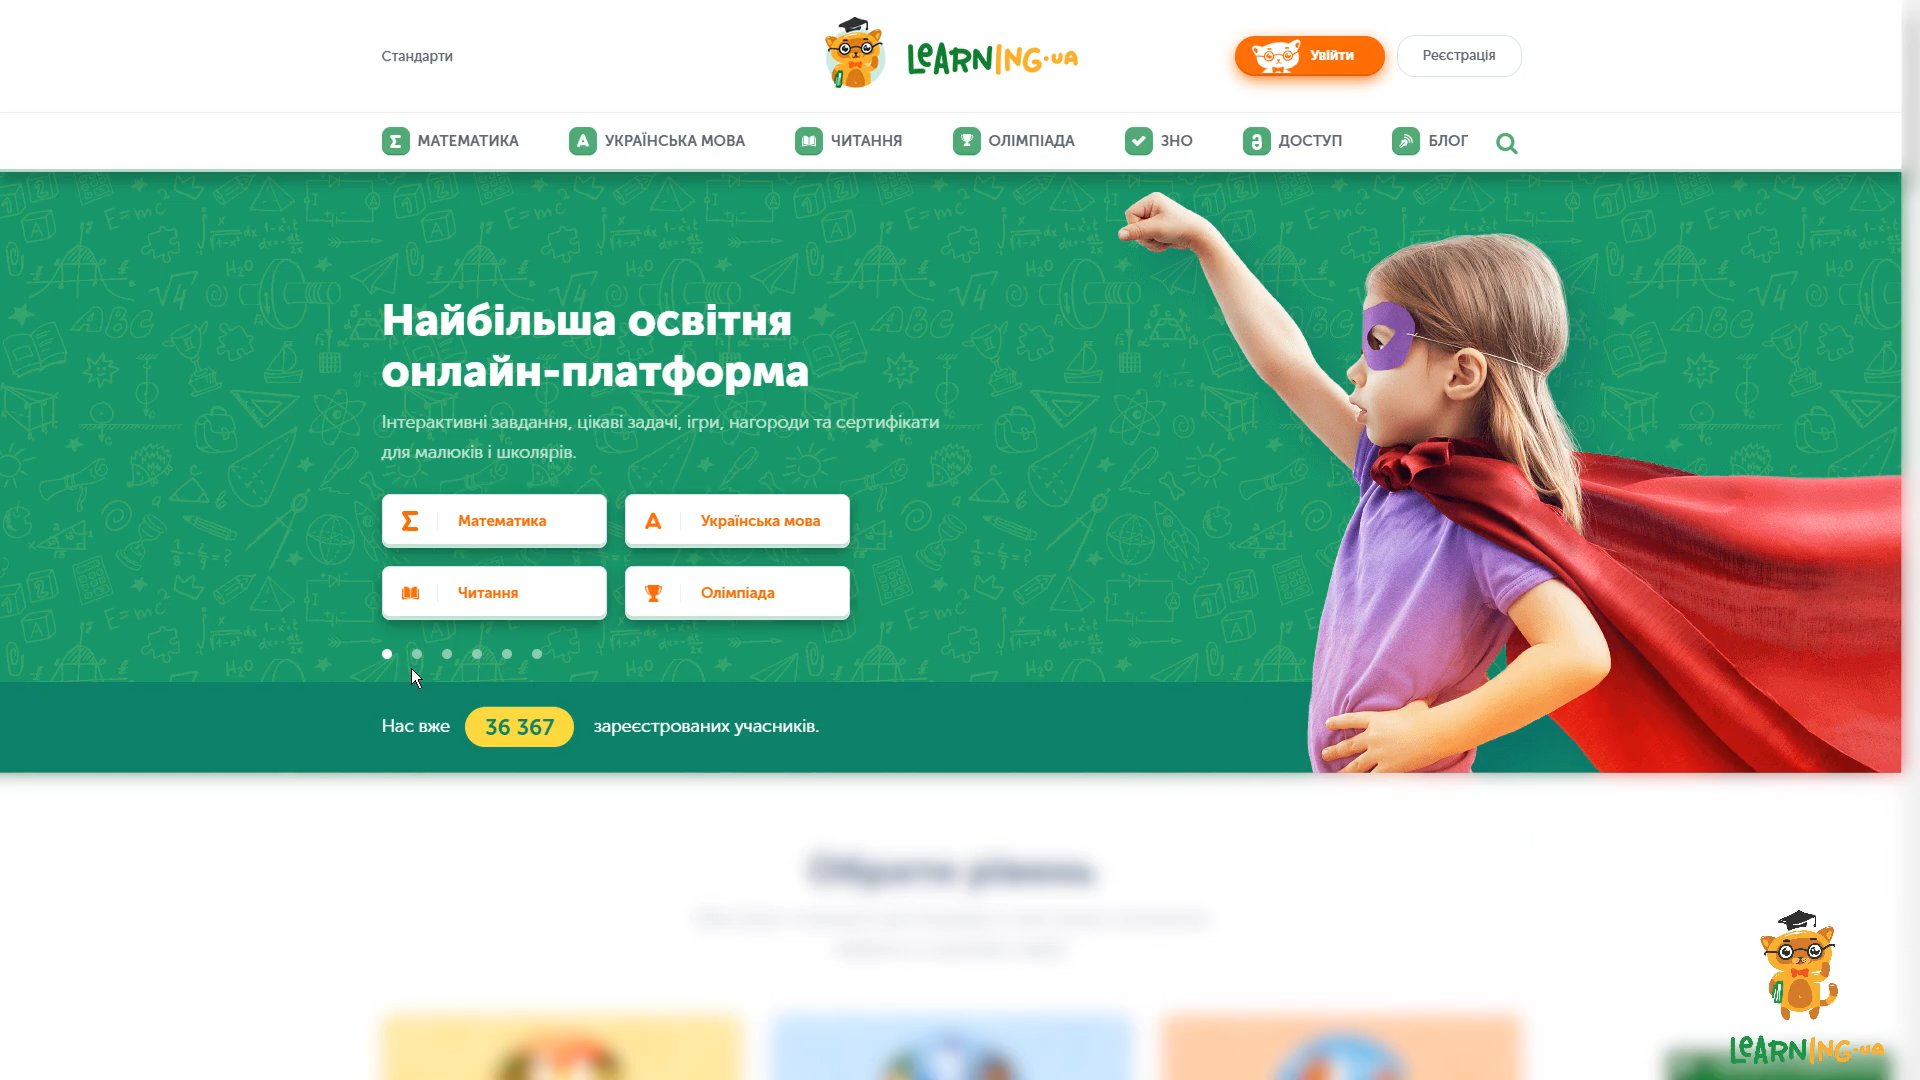 Стандарти
LEARNING.UA
Увійти
Реєстрація
МАТЕМАТИКА
УКРАЇНСЬКА МОВА
ЧИТАННЯ
ОЛІМПІАДА
ЗНО
ДОСТУП
БЛОГ
Найбільша освітня
онлайн-платформа
Інтерактивні завдання, цікаві задачі, ігри, нагороди та сертифікати
для малюків і школярів.
Математика
Українська мова
Читання
Олімпіада
Нас вже 36 367 зареєстрованих учасників.
Обрати рівень
LEARNING.UA